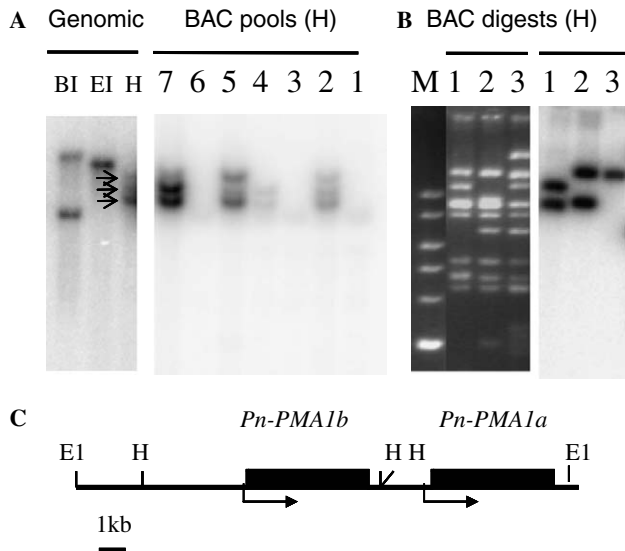 A Genomic BAC pools (H) B BAC digests (H)
BI EI H 7 6 5 4 3 2 1 M 1 2 3 1 2 3
C Pn-PMA1b Pn-PMA1a
E1 H H H E1
1kb